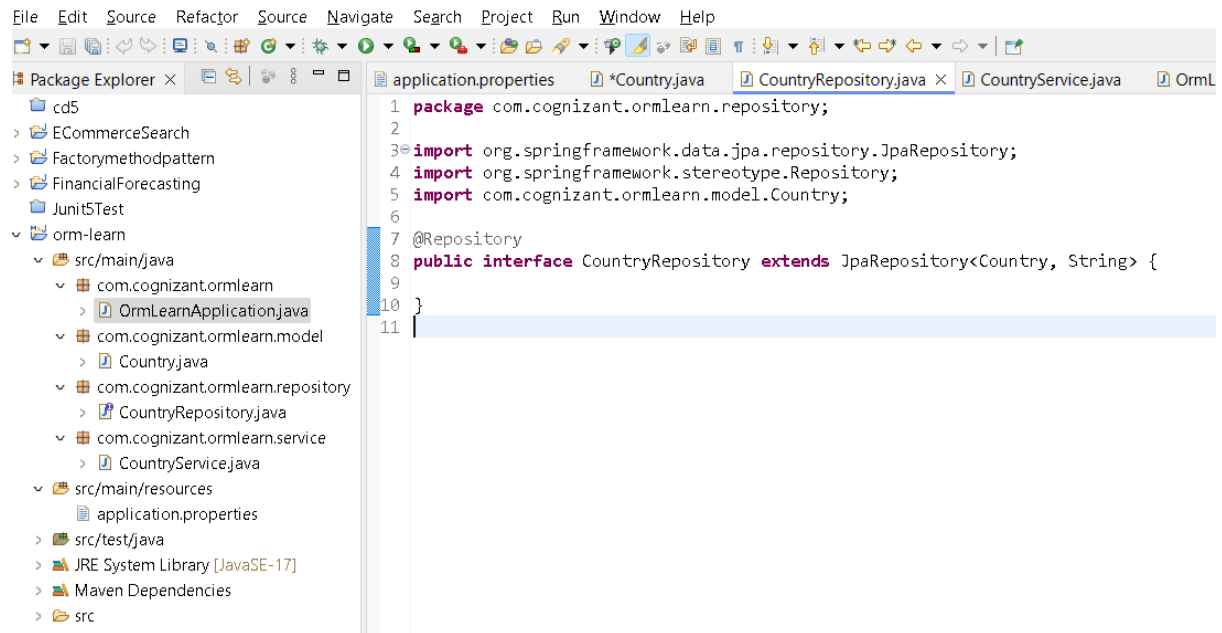 File Edit Source Refactor Source Navigate Search Project Run Window Help
Package Explorer
application.properties *Country.java CountryRepository.java CountryService.java OrmL
cd5
ECommerceSearch
Factorymethodpattern
FinancialForecasting
Junit5Test
orm-learn
src/main/java
com.cognizant.ormlearn
OrmLearnApplication.java
com.cognizant.ormlearn.model
Country.java
com.cognizant.ormlearn.repository
CountryRepository.java
com.cognizant.ormlearn.service
CountryService.java
src/main/resources
application.properties
src/test/java
JRE System Library [JavaSE-17]
Maven Dependencies
src
1 package com.cognizant.ormlearn.repository;
2
3 import org.springframework.data.jpa.repository.JpaRepository;
4 import org.springframework.stereotype.Repository;
5 import com.cognizant.ormlearn.model.Country;
6
7 @Repository
8 public interface CountryRepository extends JpaRepository<Country, String> {
9
10 }
11